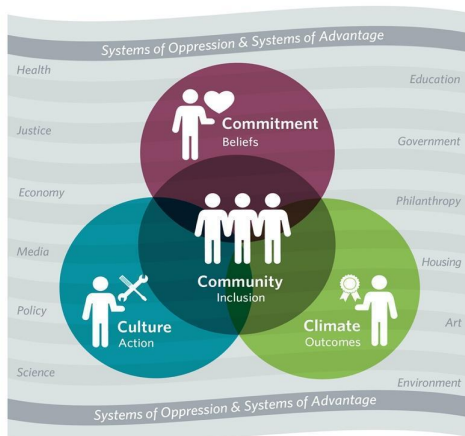 Systems of Oppression & Systems of Advantage
Health
Education
Commitment
Beliefs
Justice
Government
Economy
Philanthropy
Media
Housing
Community
Inclusion
Policy
Art
Culture
Action
Climate
Outcomes
Science
Environment
Systems of Oppression & Systems of Advantage